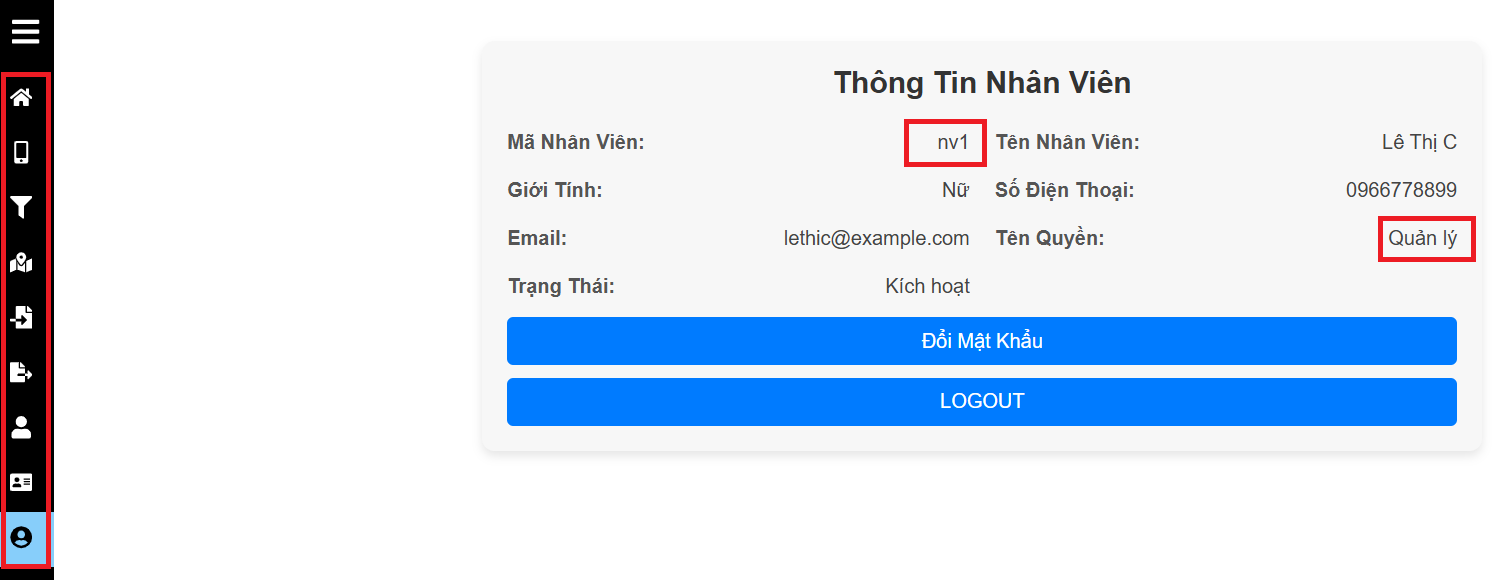 Thông Tin Nhân Viên
Mã Nhân Viên: nv1 Tên Nhân Viên: Lê Thị C
Giới Tính: Nữ Số Điện Thoại: 0966778899
Email: lethic@example.com Tên Quyền: Quản lý
Trạng Thái: Kích hoạt
Đổi Mật Khẩu
LOGOUT